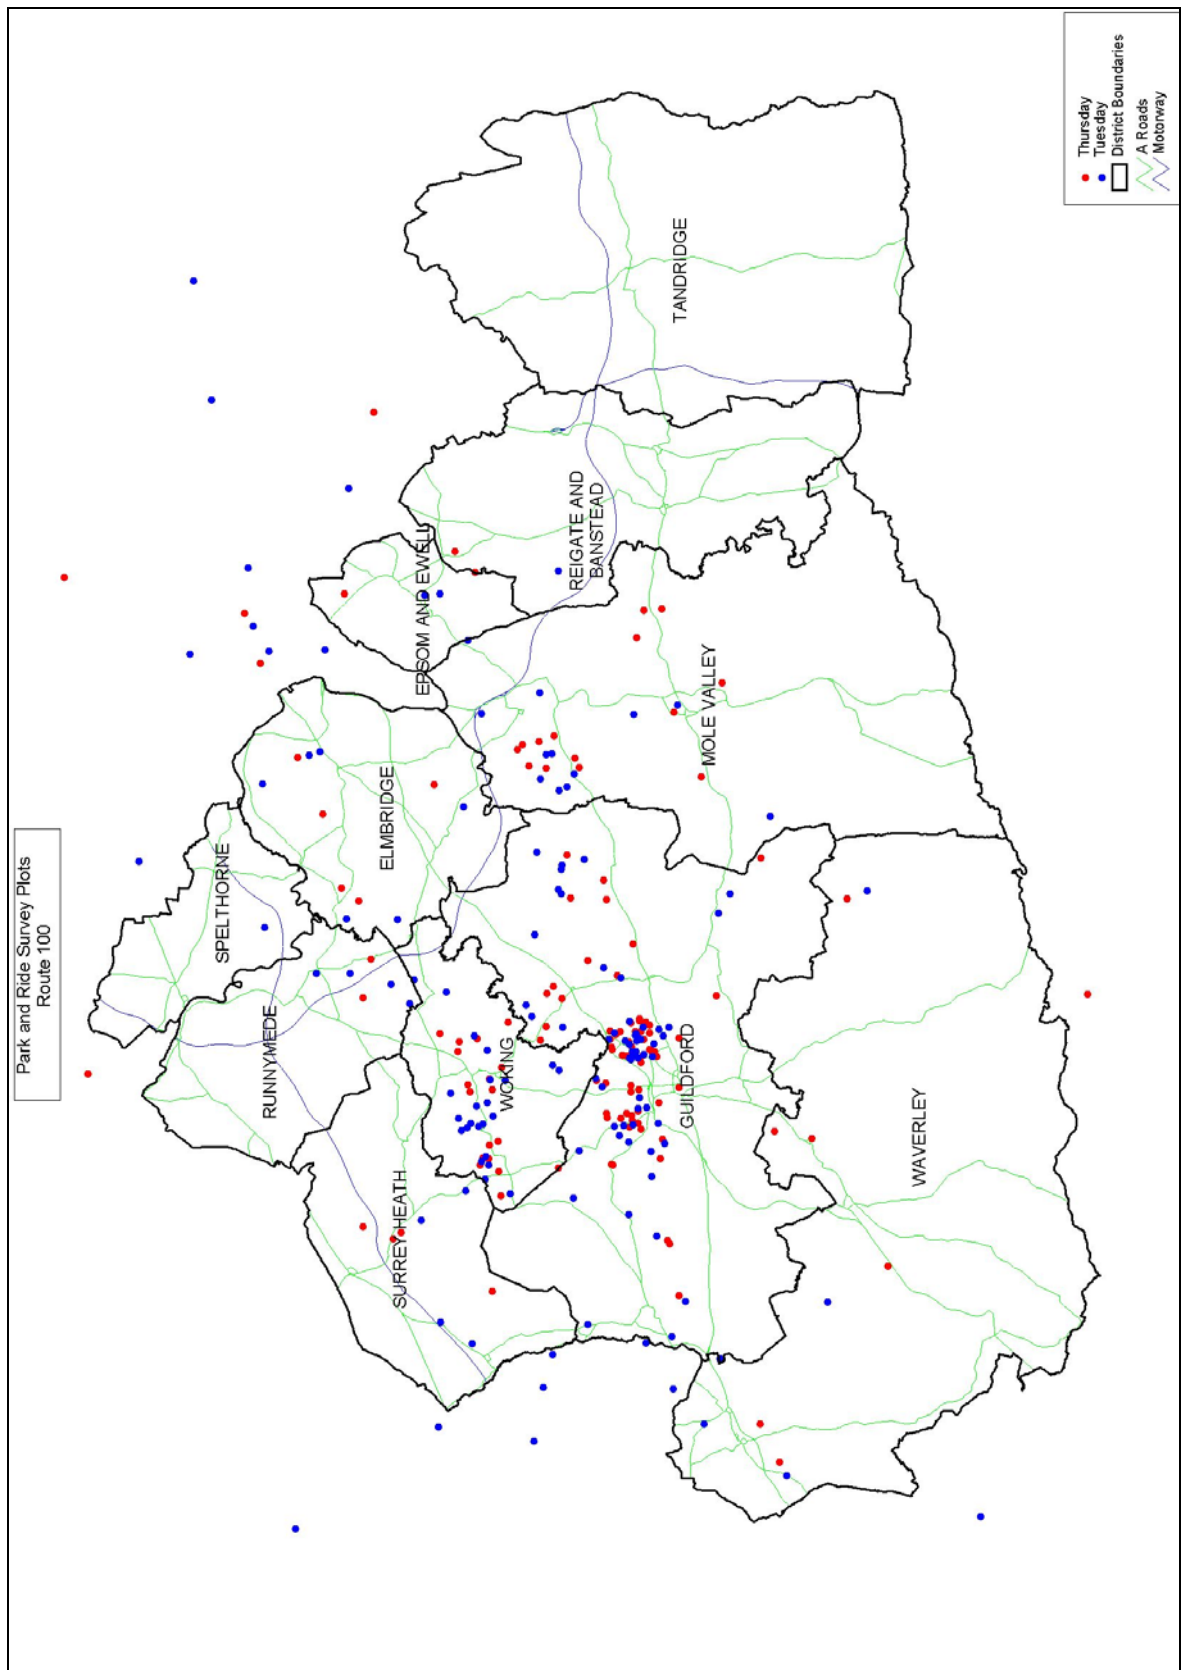 Park and Ride Survey Plots
Route 100
Thursday
Tuesday
District Boundaries
A Roads
Motorway
SPELTHORNE
RUNNYMEDE
ELMBRIDGE
EPSOM AND EWELL
SURREY HEATH
WOKING
REIGATE AND
BANSTEAD
TANDRIDGE
GUILDFORD
MOLE VALLEY
WAVERLEY